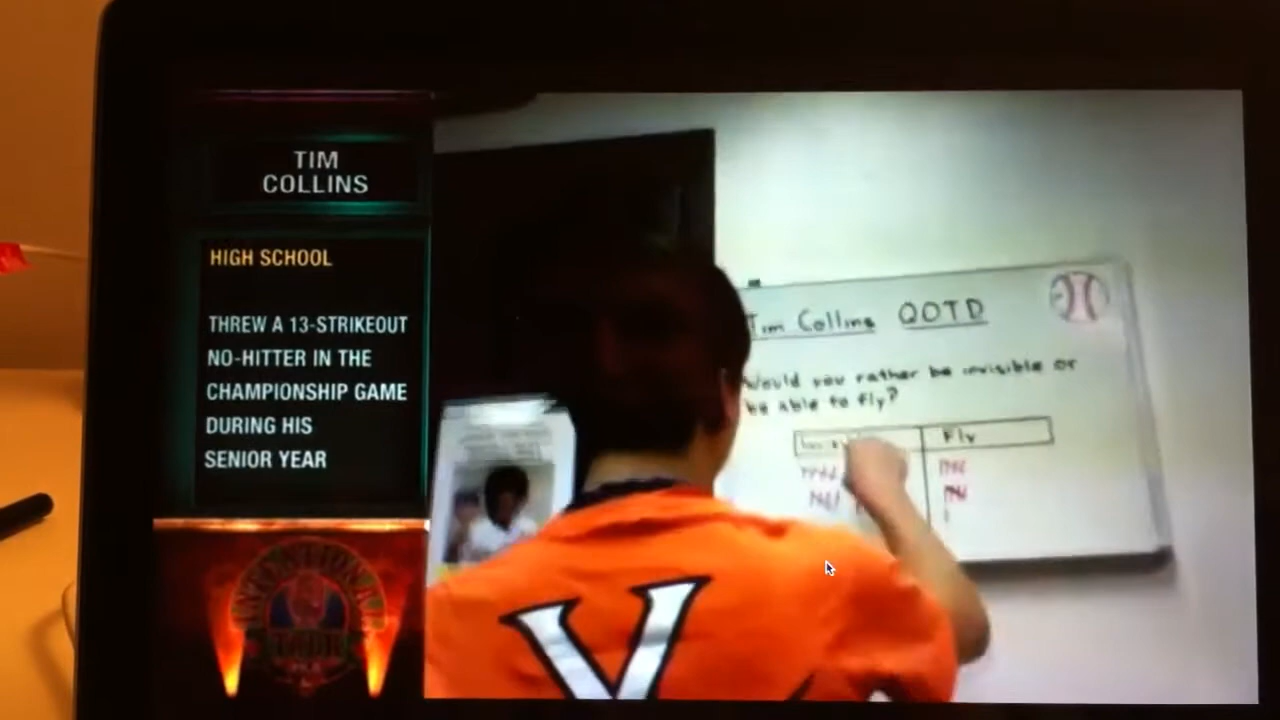 TIM
COLLINS
HIGH SCHOOL
THREW A 13-STRIKEOUT
NO-HITTER IN THE
CHAMPIONSHIP GAME
DURING HIS
SENIOR YEAR
Tim Collins QOTD
Would you rather be invisible or
be able to fly?
Fly
V